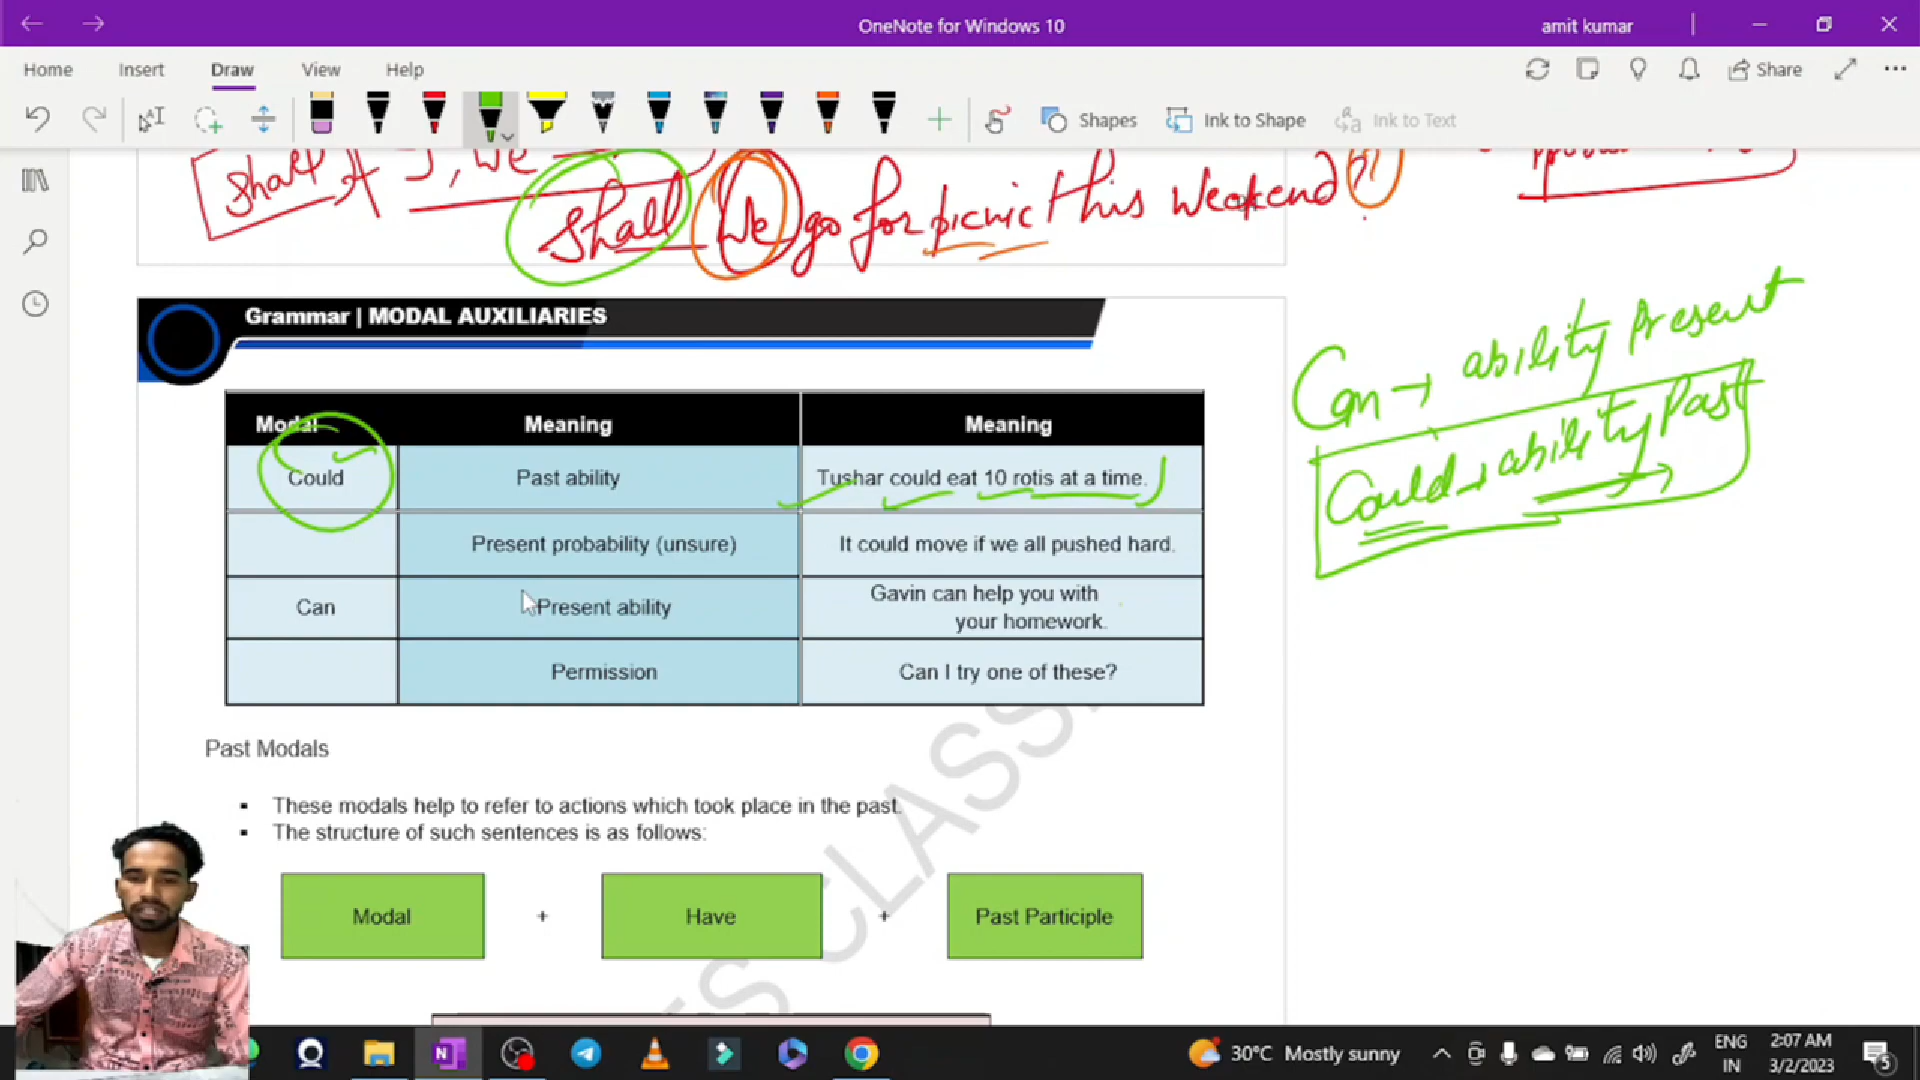 OneNote for Windows 10
amit kumar
Home Insert Draw View Help
Share
Shapes Ink to Shape Ink to Text
Shall I, we
Shall we go for picnic this weekend?
Grammar | MODAL AUXILIARIES
Can → ability Present
Could → ability Past
Modal Meaning Meaning
Could Past ability Tushar could eat 10 rotis at a time.
Present probability (unsure) It could move if we all pushed hard.
Can Present ability Gavin can help you with
your homework.
Permission Can I try one of these?
Past Modals
▪ These modals help to refer to actions which took place in the past.
▪ The structure of such sentences is as follows:
Modal + Have + Past Participle
ES CLASS
30°C Mostly sunny
ENG
IN
2:07 AM
3/2/2023
5